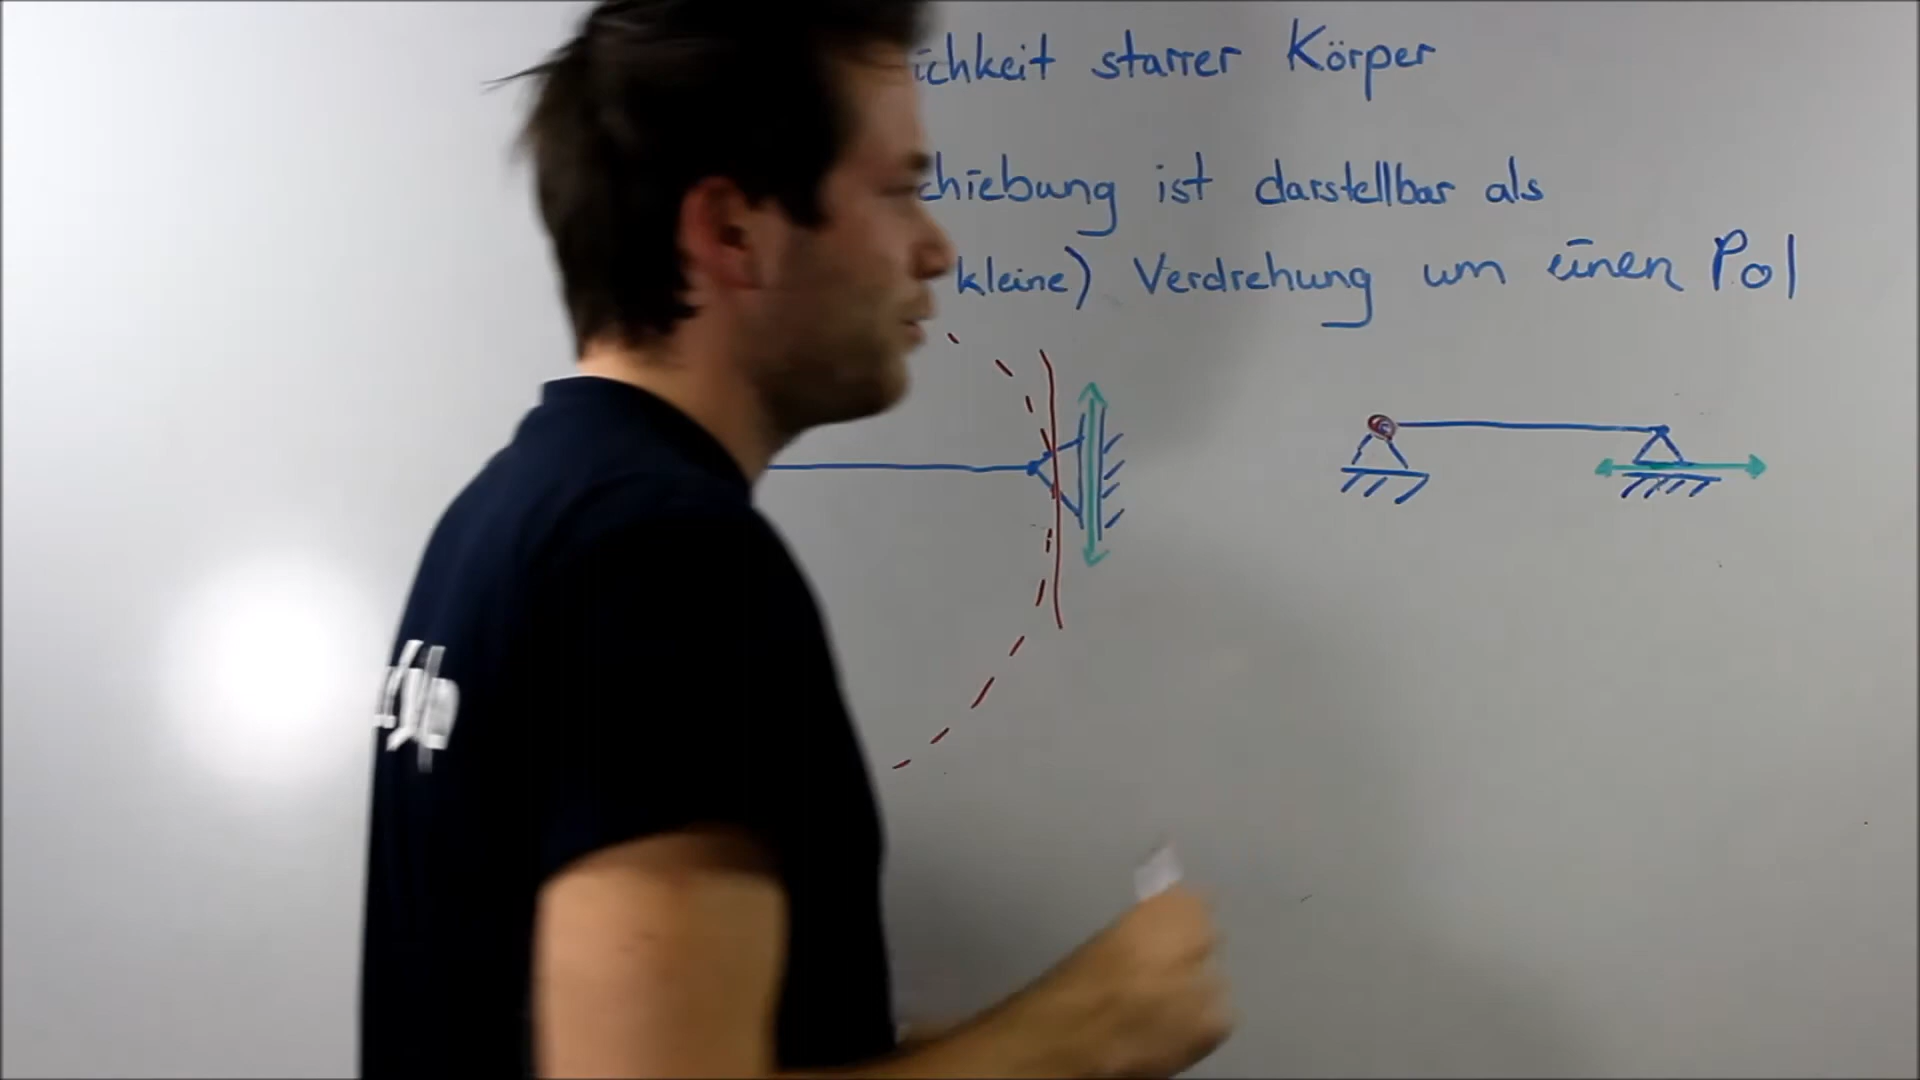 ichkeit starrer Körper
chiebung ist darstellbar als
kleine) Verdrehung um einen Pol